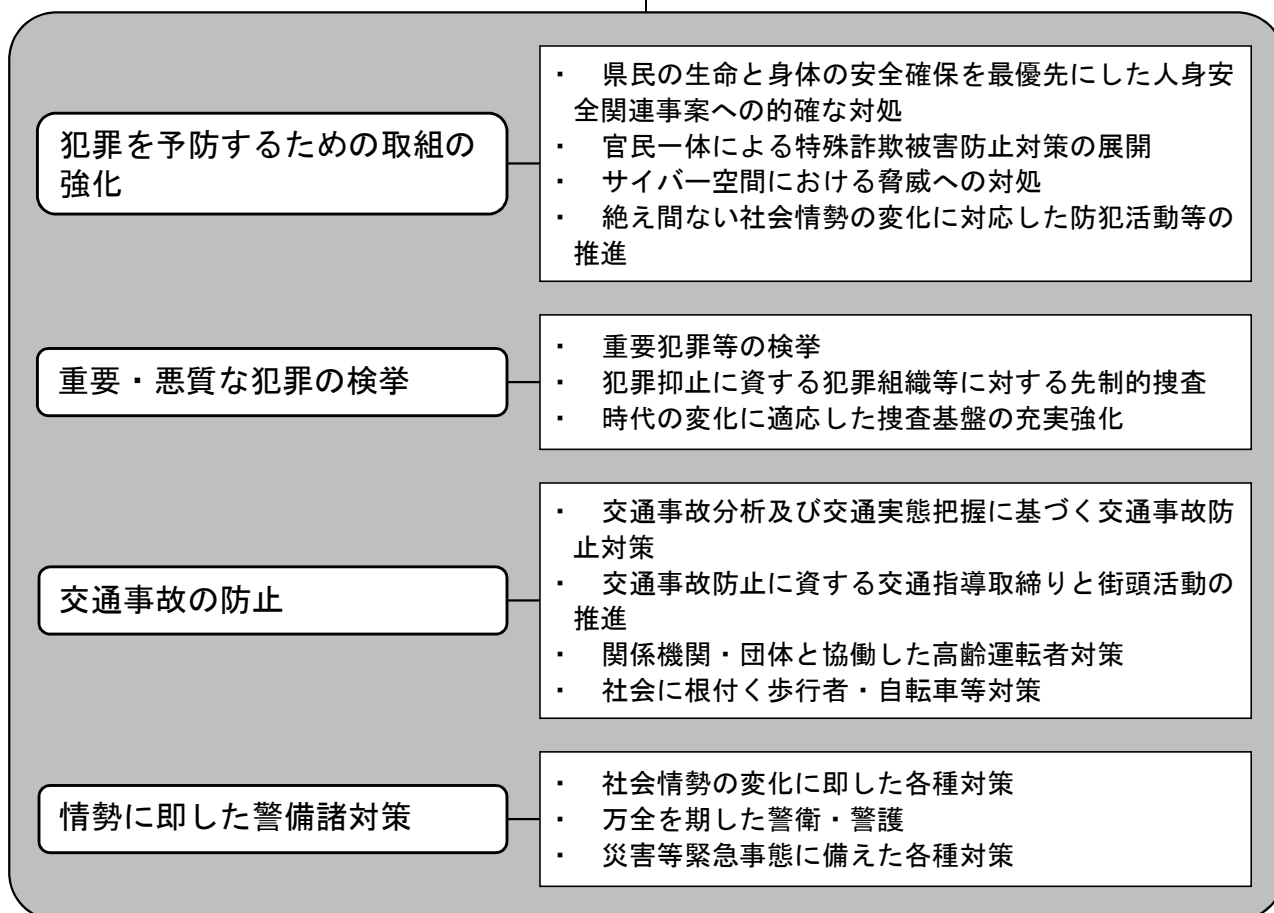 犯罪を予防するための取組の
強化
・　県民の生命と身体の安全確保を最優先にした人身安
全関連事案への的確な対処
・　官民一体による特殊詐欺被害防止対策の展開
・　サイバー空間における脅威への対処
・　絶え間ない社会情勢の変化に対応した防犯活動等の
推進
重要・悪質な犯罪の検挙
・　重要犯罪等の検挙
・　犯罪抑止に資する犯罪組織等に対する先制的捜査
・　時代の変化に適応した捜査基盤の充実強化
交通事故の防止
・　交通事故分析及び交通実態把握に基づく交通事故防
止対策
・　交通事故防止に資する交通指導取締りと街頭活動の
推進
・　関係機関・団体と協働した高齢運転者対策
・　社会に根付く歩行者・自転車等対策
情勢に即した警備諸対策
・　社会情勢の変化に即した各種対策
・　万全を期した警衛・警護
・　災害等緊急事態に備えた各種対策